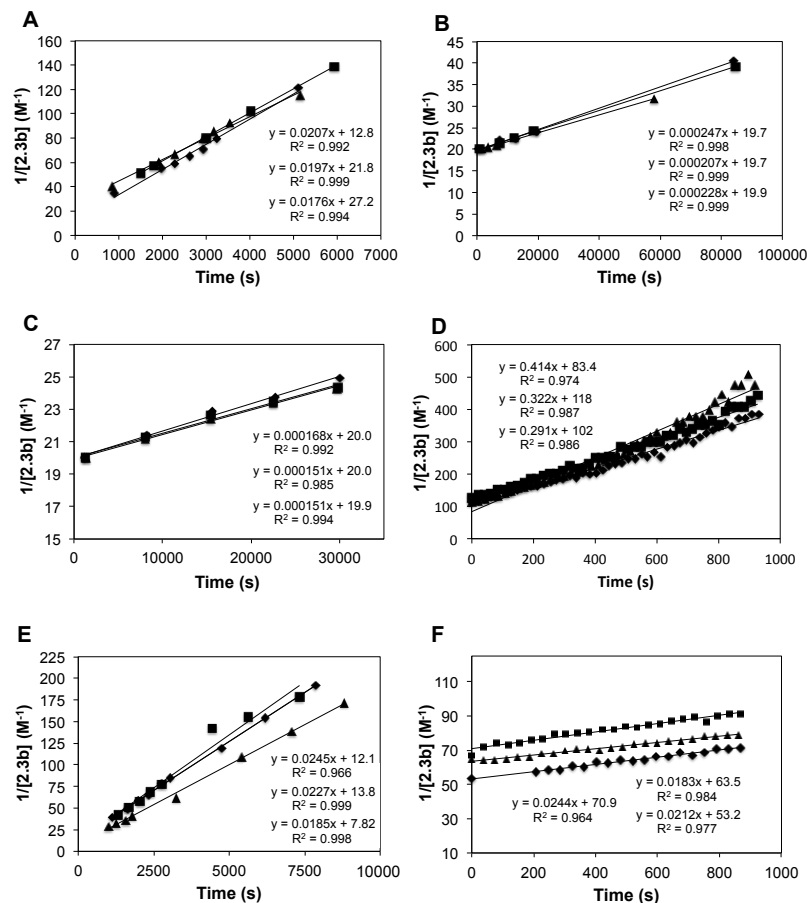 A
1/[2.3b] (M⁻¹)
160
140
120
100
80
60
40
20
0
y = 0.0207x + 12.8
R² = 0.992
y = 0.0197x + 21.8
R² = 0.999
y = 0.0176x + 27.2
R² = 0.994
0 1000 2000 3000 4000 5000 6000 7000
Time (s)
B
1/[2.3b] (M⁻¹)
45
40
35
30
25
20
15
10
5
0
y = 0.000247x + 19.7
R² = 0.998
y = 0.000207x + 19.7
R² = 0.999
y = 0.000228x + 19.9
R² = 0.999
0 20000 40000 60000 80000 100000
Time (s)
C
1/[2.3b] (M⁻¹)
27
25
23
21
19
17
15
y = 0.000168x + 20.0
R² = 0.992
y = 0.000151x + 20.0
R² = 0.985
y = 0.000151x + 19.9
R² = 0.994
0 10000 20000 30000
Time (s)
D
1/[2.3b] (M⁻¹)
600
500
400
300
200
100
0
y = 0.414x + 83.4
R² = 0.974
y = 0.322x + 118
R² = 0.987
y = 0.291x + 102
R² = 0.986
0 200 400 600 800 1000
Time (s)
E
1/[2.3b] (M⁻¹)
225
200
175
150
125
100
75
50
25
0
y = 0.0245x + 12.1
R² = 0.966
y = 0.0227x + 13.8
R² = 0.999
y = 0.0185x + 7.82
R² = 0.998
0 2500 5000 7500 10000
Time (s)
F
1/[2.3b] (M⁻¹)
90
70
50
30
10
y = 0.0244x + 70.9
R² = 0.964
y = 0.0183x + 63.5
R² = 0.984
y = 0.0212x + 53.2
R² = 0.977
0 200 400 600 800 1000
Time (s)